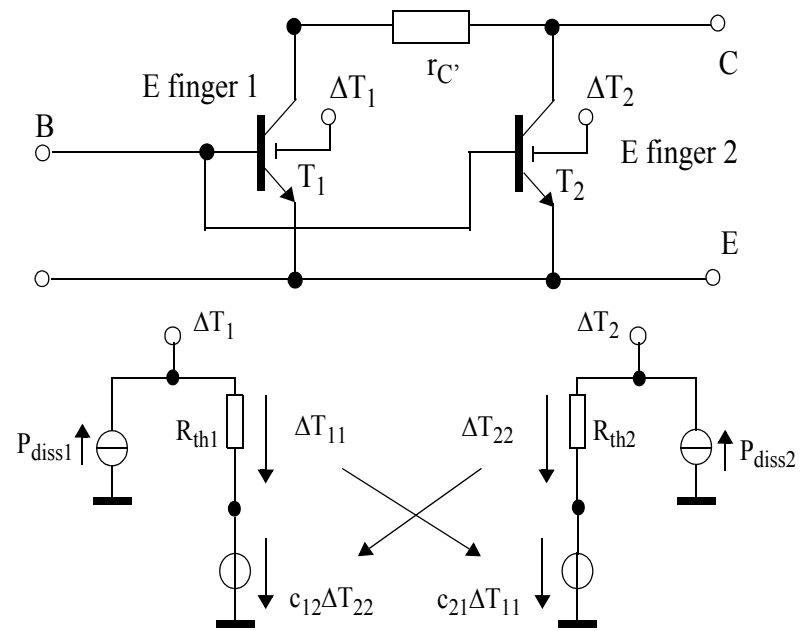 C
r_C'
E finger 1
ΔT_1
ΔT_2
B
E finger 2
T_1
T_2
E
ΔT_1
ΔT_2
P_diss1
R_th1
ΔT_11
ΔT_22
R_th2
P_diss2
c_12ΔT_22
c_21ΔT_11